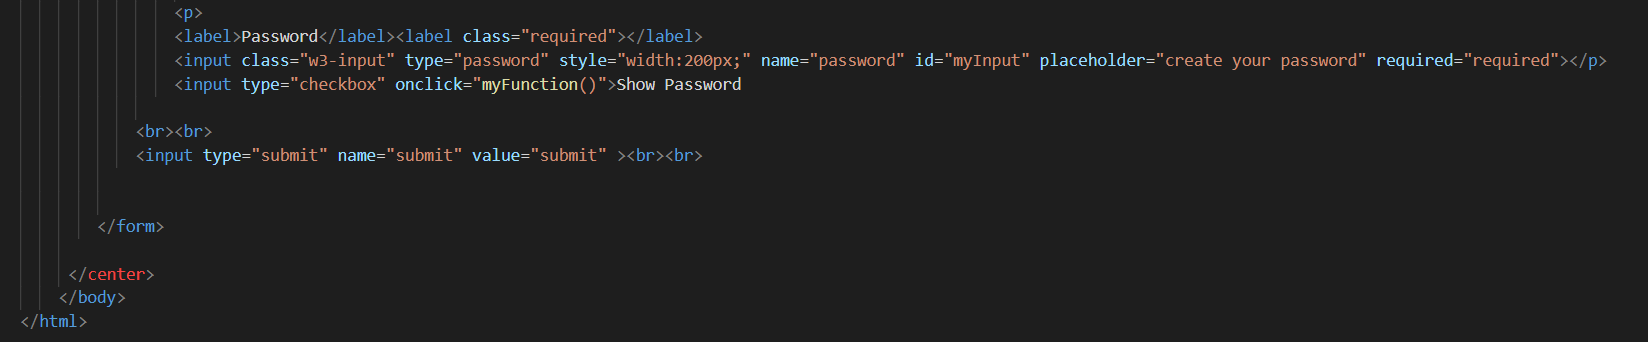 <p>
<label>Password</label><label class="required"></label>
<input class="w3-input" type="password" style="width:200px;" name="password" id="myInput" placeholder="create your password" required="required"></p>
<input type="checkbox" onclick="myFunction()">Show Password
<br><br>
<input type="submit" name="submit" value="submit" ><br><br>
</form>
</center>
</body>
</html>